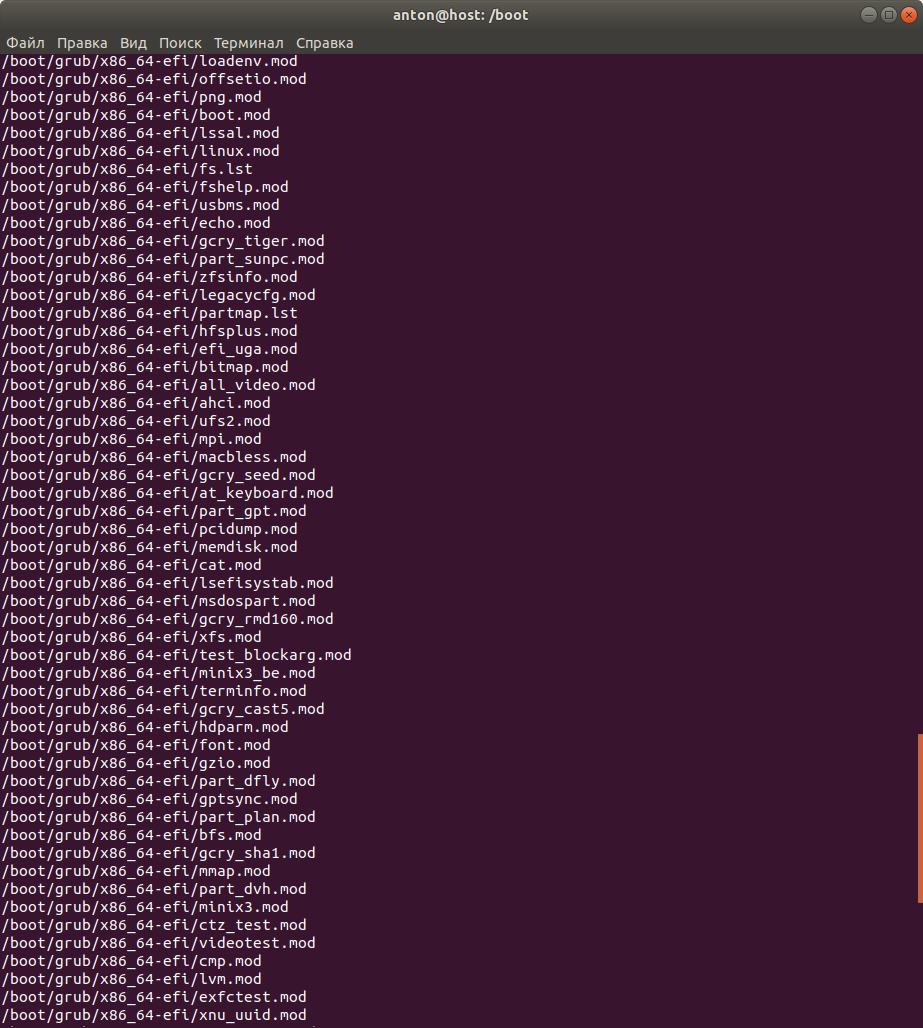 anton@host: /boot
Файл Правка Вид Поиск Терминал Справка
/boot/grub/x86_64-efi/loadenv.mod
/boot/grub/x86_64-efi/offsetio.mod
/boot/grub/x86_64-efi/png.mod
/boot/grub/x86_64-efi/boot.mod
/boot/grub/x86_64-efi/lssal.mod
/boot/grub/x86_64-efi/linux.mod
/boot/grub/x86_64-efi/fs.lst
/boot/grub/x86_64-efi/fshelp.mod
/boot/grub/x86_64-efi/usbms.mod
/boot/grub/x86_64-efi/echo.mod
/boot/grub/x86_64-efi/gcry_tiger.mod
/boot/grub/x86_64-efi/part_sunpc.mod
/boot/grub/x86_64-efi/zfsinfo.mod
/boot/grub/x86_64-efi/legacycfg.mod
/boot/grub/x86_64-efi/partmap.lst
/boot/grub/x86_64-efi/hfsplus.mod
/boot/grub/x86_64-efi/efi_uga.mod
/boot/grub/x86_64-efi/bitmap.mod
/boot/grub/x86_64-efi/all_video.mod
/boot/grub/x86_64-efi/ahci.mod
/boot/grub/x86_64-efi/ufs2.mod
/boot/grub/x86_64-efi/mpi.mod
/boot/grub/x86_64-efi/macbless.mod
/boot/grub/x86_64-efi/gcry_seed.mod
/boot/grub/x86_64-efi/at_keyboard.mod
/boot/grub/x86_64-efi/part_gpt.mod
/boot/grub/x86_64-efi/pcidump.mod
/boot/grub/x86_64-efi/memdisk.mod
/boot/grub/x86_64-efi/cat.mod
/boot/grub/x86_64-efi/lsefisystab.mod
/boot/grub/x86_64-efi/msdospart.mod
/boot/grub/x86_64-efi/gcry_rmd160.mod
/boot/grub/x86_64-efi/xfs.mod
/boot/grub/x86_64-efi/test_blockarg.mod
/boot/grub/x86_64-efi/minix3_be.mod
/boot/grub/x86_64-efi/terminfo.mod
/boot/grub/x86_64-efi/gcry_cast5.mod
/boot/grub/x86_64-efi/hdparm.mod
/boot/grub/x86_64-efi/font.mod
/boot/grub/x86_64-efi/gzio.mod
/boot/grub/x86_64-efi/part_dfly.mod
/boot/grub/x86_64-efi/gptsync.mod
/boot/grub/x86_64-efi/part_plan.mod
/boot/grub/x86_64-efi/bfs.mod
/boot/grub/x86_64-efi/gcry_sha1.mod
/boot/grub/x86_64-efi/mmap.mod
/boot/grub/x86_64-efi/part_dvh.mod
/boot/grub/x86_64-efi/minix3.mod
/boot/grub/x86_64-efi/ctz_test.mod
/boot/grub/x86_64-efi/videotest.mod
/boot/grub/x86_64-efi/cmp.mod
/boot/grub/x86_64-efi/lvm.mod
/boot/grub/x86_64-efi/exfctest.mod
/boot/grub/x86_64-efi/xnu_uuid.mod